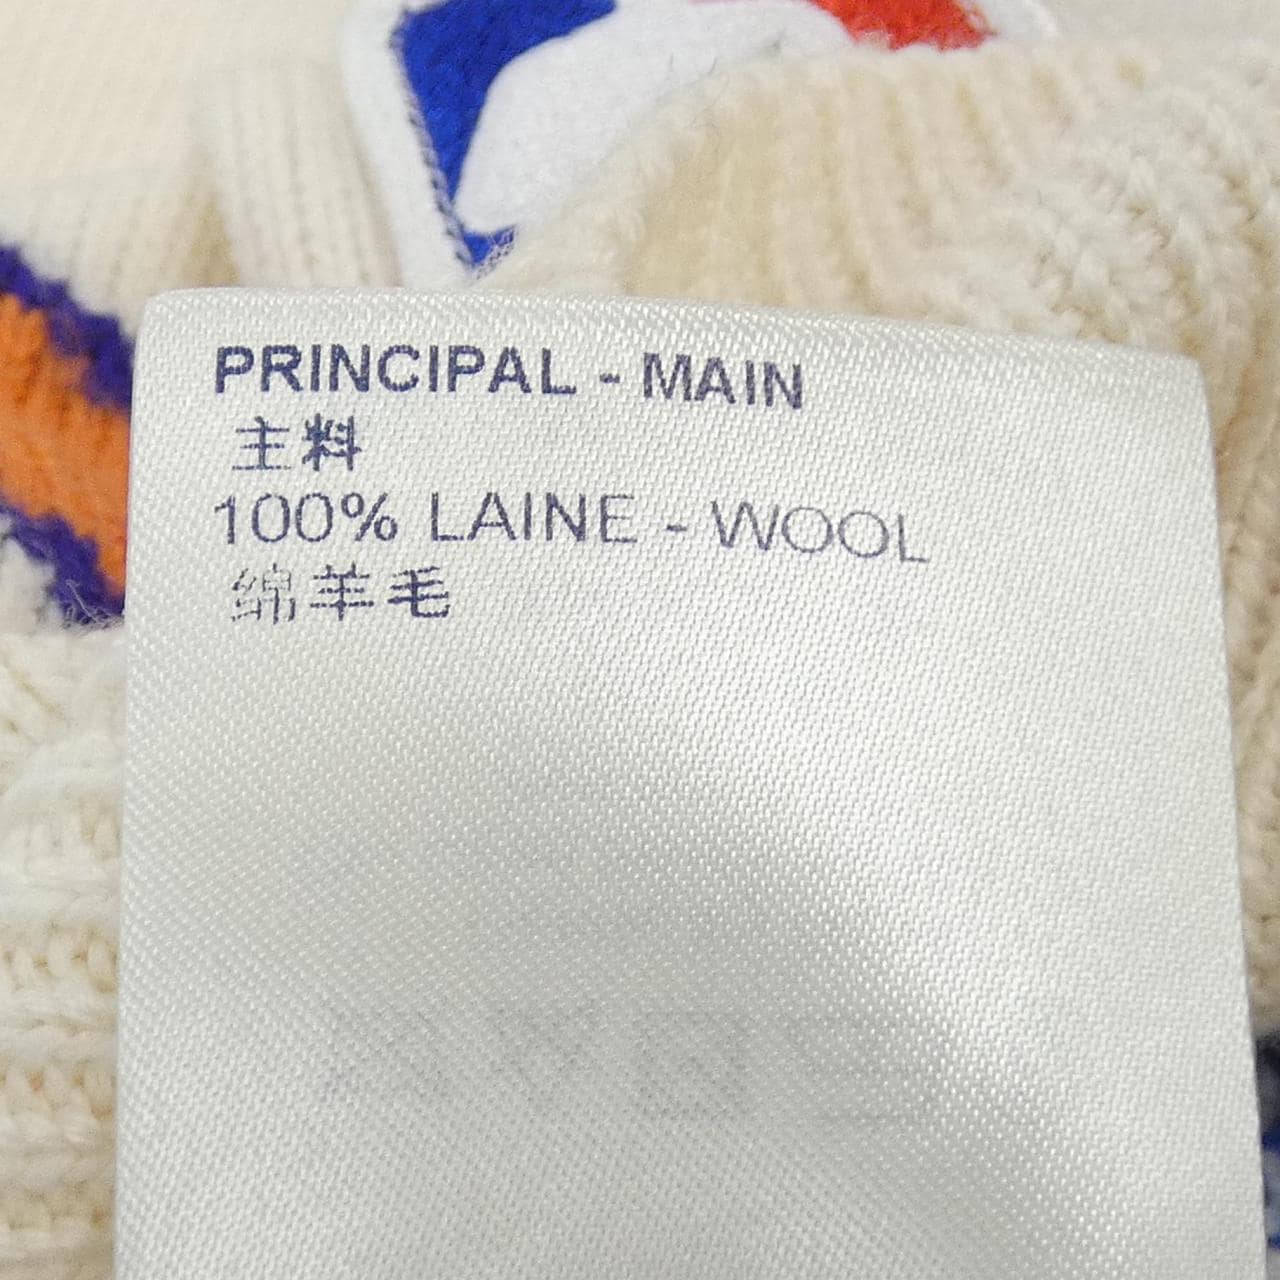 PRINCIPAL - MAIN
主料
100% LAINE - WOOL
绵羊毛